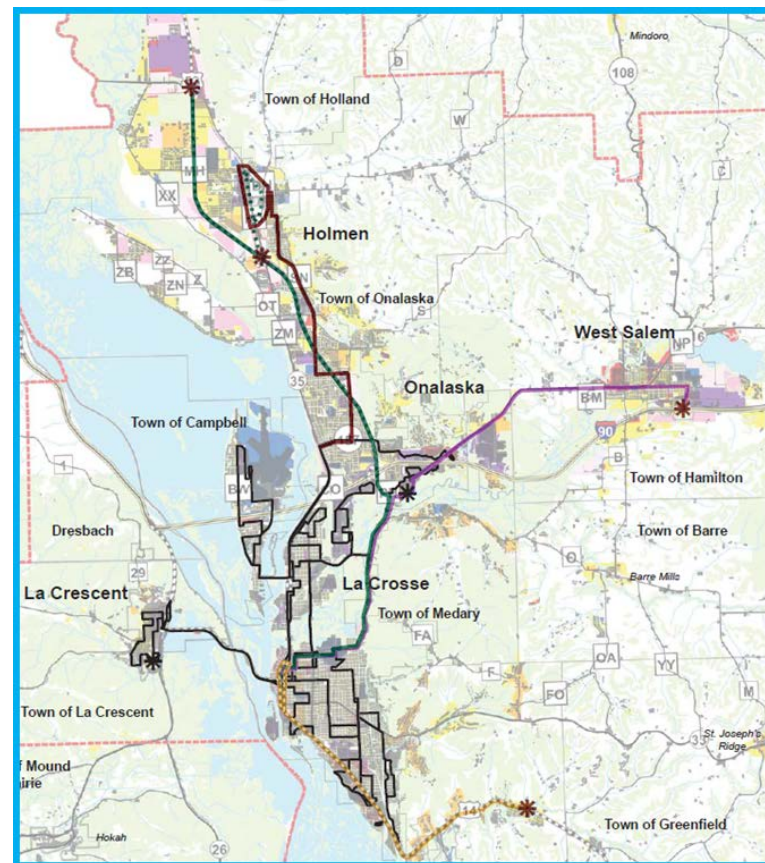 Mindoro
D
108
Town of Holland
W
MH
XX
Holmen
ZB
ZZ
Z
ZN
SN
OT
Town of Onalaska
ZM
S
West Salem
16
NP
35
Onalaska
BM
Town of Campbell
90
B
1
BW
Town of Hamilton
Dresbach
Town of Barre
29
O
La Crescent
La Crosse
Barre Mills
Town of Medary
FA
OA
YY
F
FO
M
Town of La Crescent
St. Joseph's
Ridge
33
f Mound
irie
14
Town of Greenfield
Hokah
26